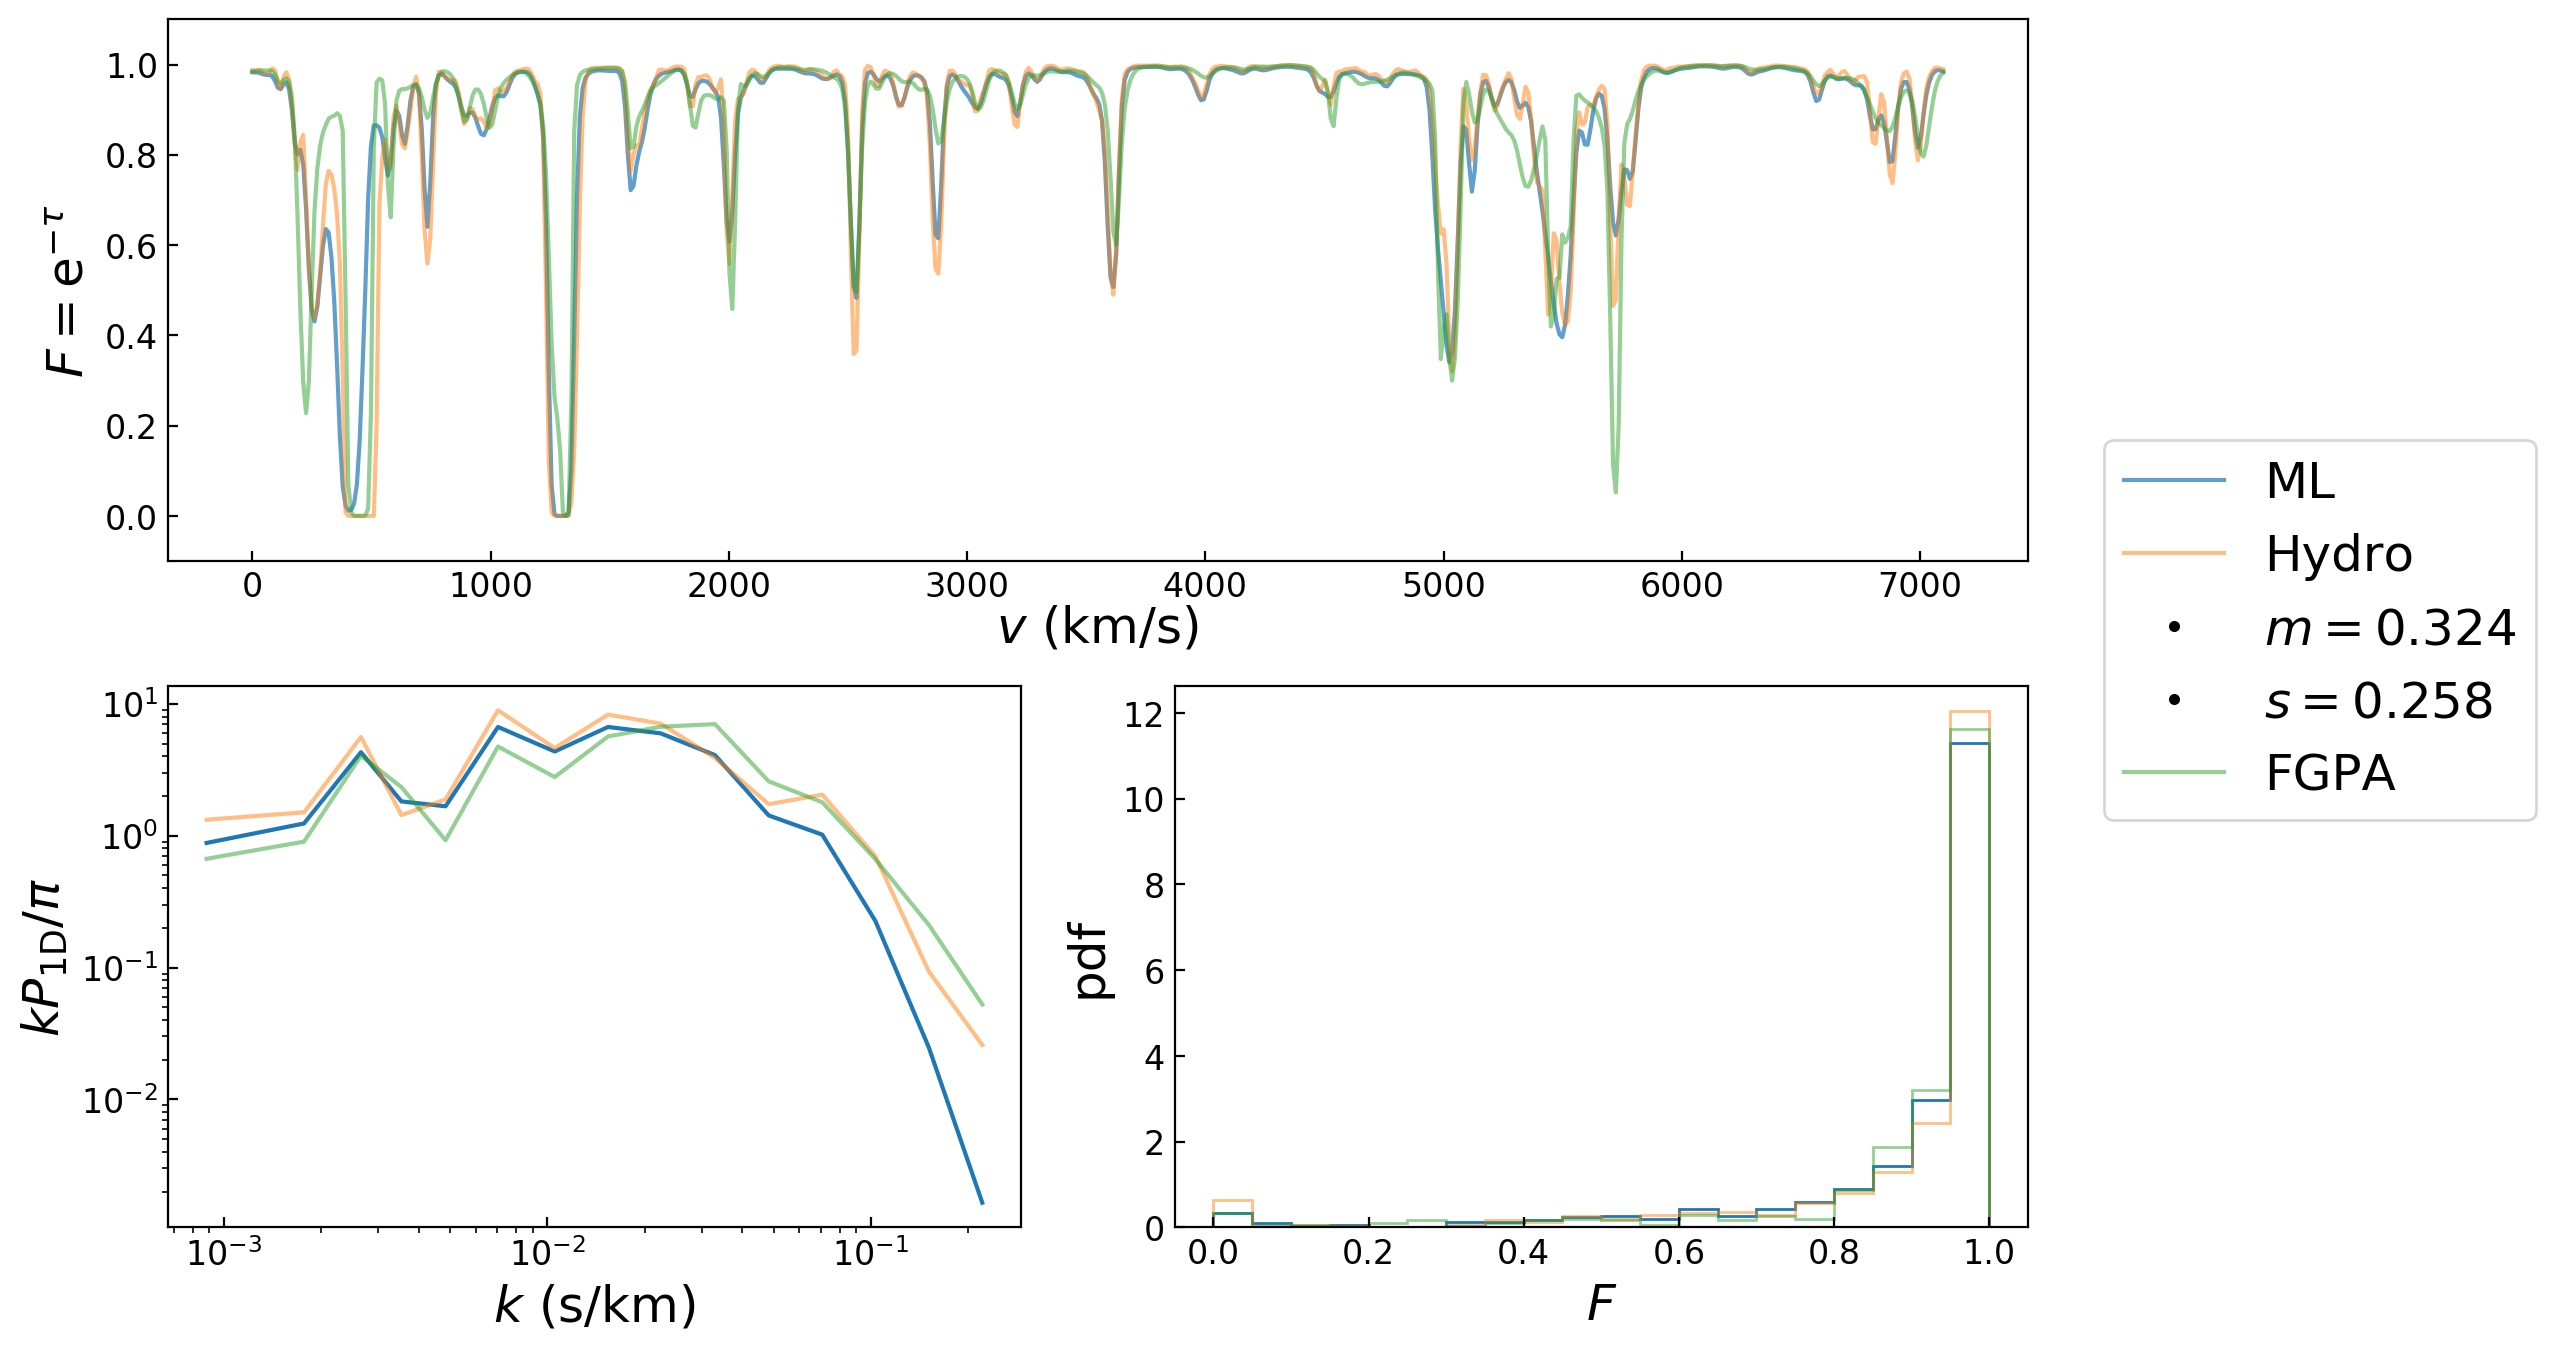 F = e^{−τ}
1.0
0.8
0.6
0.4
0.2
0.0
0 1000 2000 3000 4000 5000 6000 7000
v (km/s)
ML
Hydro
m = 0.324
s = 0.258
FGPA
kP_{1D}/π
10^1
10^0
10^{−1}
10^{−2}
10^{−3} 10^{−2} 10^{−1}
k (s/km)
pdf
12
10
8
6
4
2
0
0.0 0.2 0.4 0.6 0.8 1.0
F